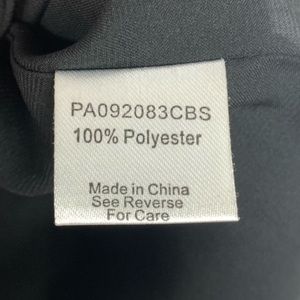 PA092083CBS
100% Polyester
Made in China
See Reverse
For Care